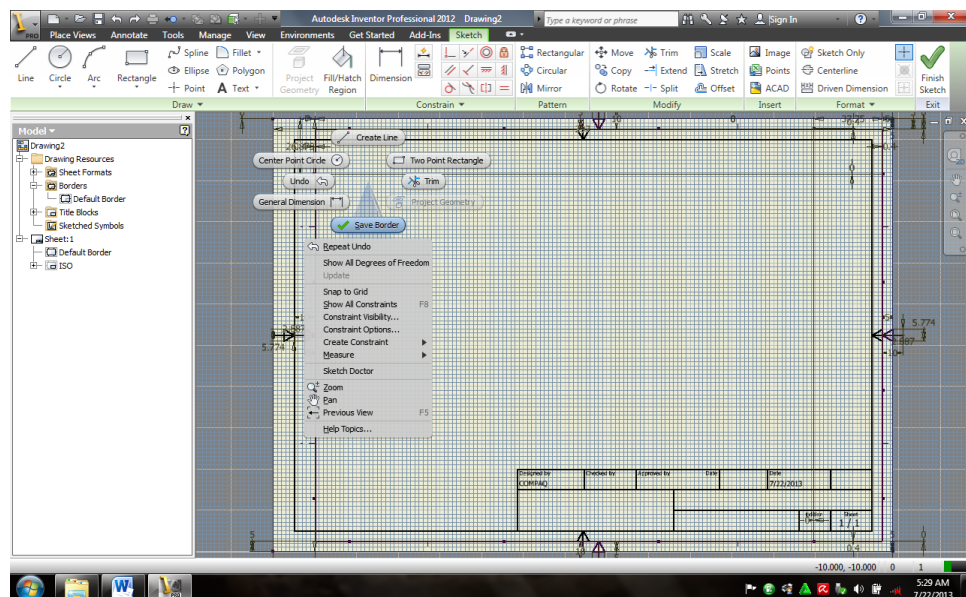 Autodesk Inventor Professional 2012 Drawing2
Type a keyword or phrase
Sign In
PRO
Place Views Annotate Tools Manage View Environments Get Started Add-Ins Sketch
Line
Circle
Arc
Rectangle
Spline
Ellipse
Point
Fillet
Polygon
A Text
Project Geometry
Fill/Hatch Region
Dimension
Rectangular
Circular
Mirror
Move
Copy
Rotate
Trim
Extend
Split
Scale
Stretch
Offset
Image
Points
ACAD
Sketch Only
Centerline
Driven Dimension
Finish Sketch
Draw
Constrain
Pattern
Modify
Insert
Format
Exit
Model
Drawing2
Drawing Resources
Sheet Formats
Borders
Default Border
Title Blocks
Sketched Symbols
Sheet:1
Default Border
ISO
Create Line
Center Point Circle
Two Point Rectangle
Undo
Trim
General Dimension
Project Geometry
Save Border
Repeat Undo
Show All Degrees of Freedom
Update
Snap to Grid
Show All Constraints F8
Constraint Visibility...
Constraint Options...
Create Constraint
Measure
Sketch Doctor
Zoom
Pan
Previous View F5
Help Topics...
5.774
5.774
Designed by
COMPAQ
Checked by
Approved by
Date
Date
7/22/2013
Sheet
1 / 1
0.4
-10.000, -10.000 0 1
5:29 AM
7/22/2013